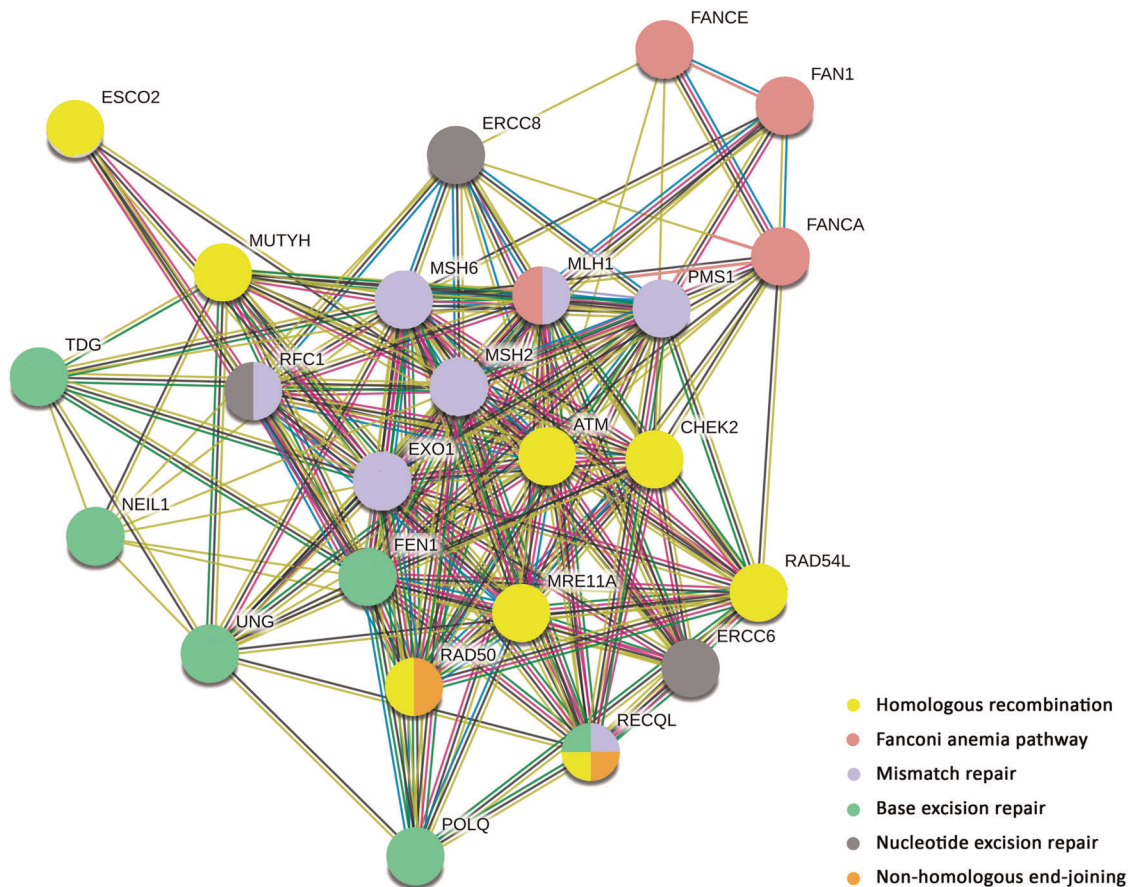 FANCE
FAN1
ESCO2
ERCC8
FANCA
MUTYH
MSH6
MLH1
PMS1
TDG
RFC1
MSH2
ATM
CHEK2
EXO1
NEIL1
FEN1
RAD54L
MRE11A
UNG
ERCC6
RAD50
RECQL
POLQ
Homologous recombination
Fanconi anemia pathway
Mismatch repair
Base excision repair
Nucleotide excision repair
Non-homologous end-joining